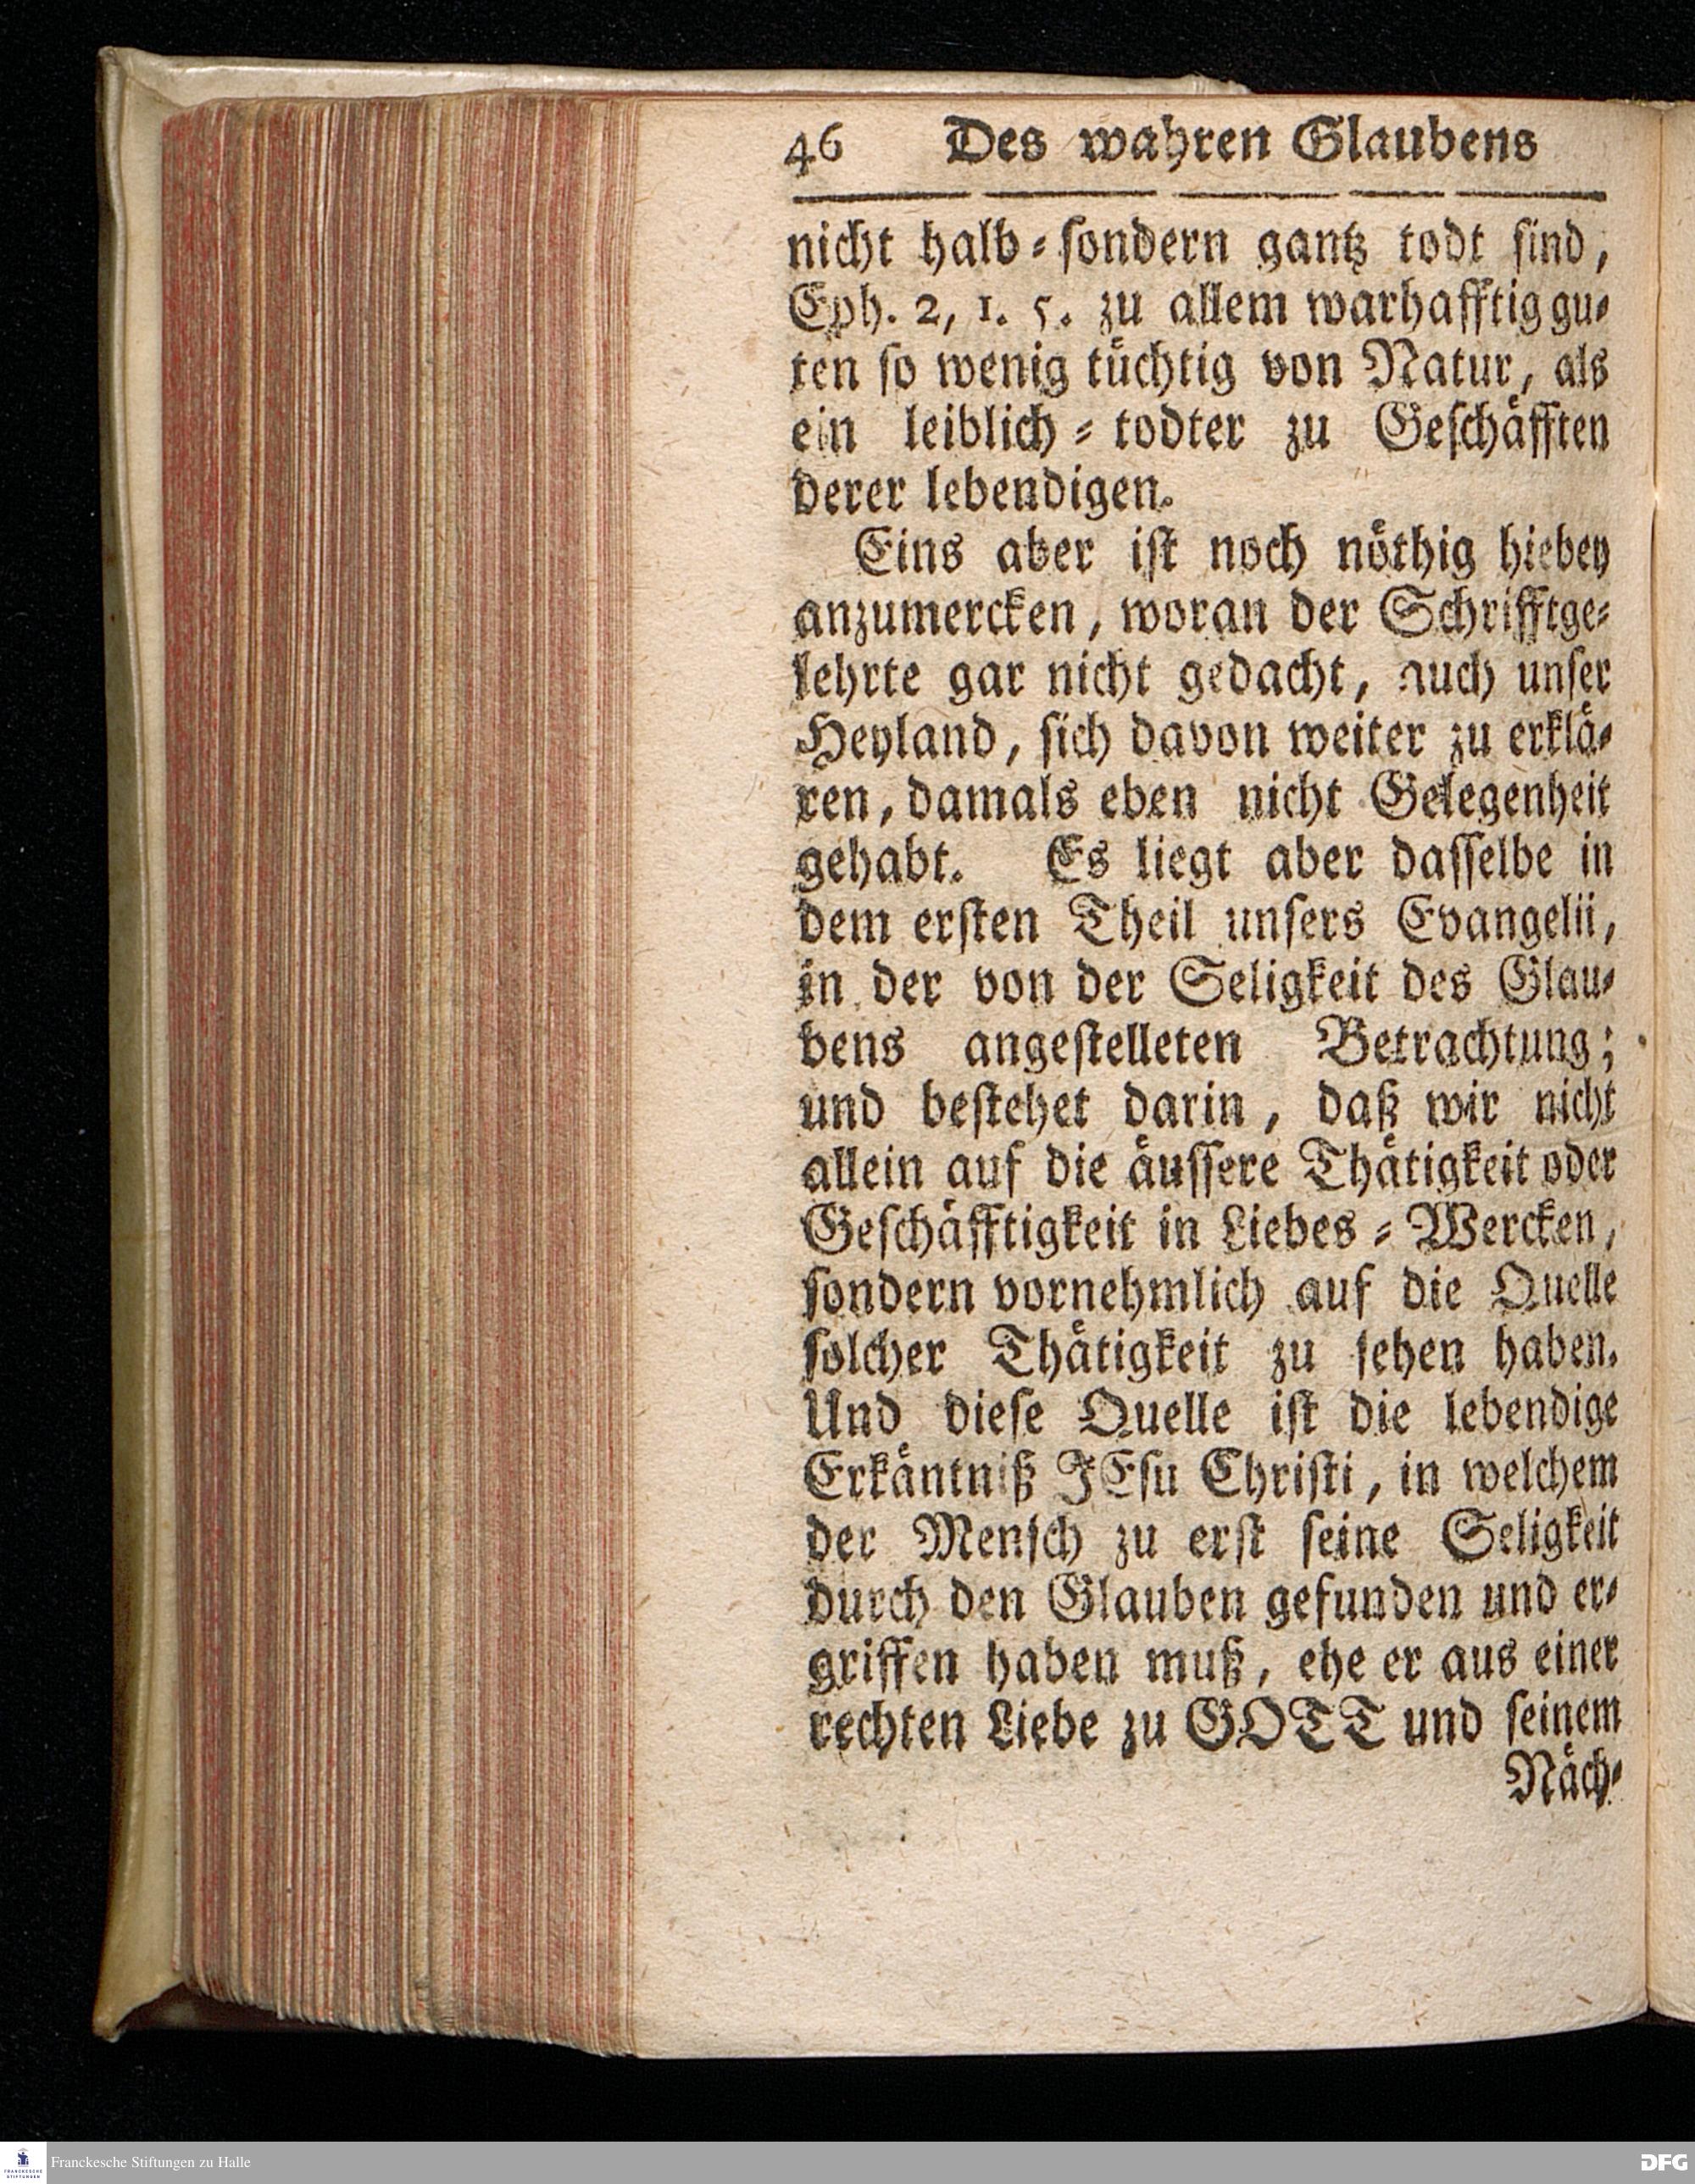 46 Des wahren Glaubens
nicht halb⸗sondern gantz todt sind,
Eph. 2, 1. 5. zu allem warhafftig gu⸗
ten so wenig tüchtig von Natur, als
ein leiblich⸗todter zu Geschäfften
derer lebendigen.
Eins aber ist noch nöthig hiebey
anzumercken, woran der Schrifftge⸗
lehrte gar nicht gedacht, auch unser
Heyland, sich davon weiter zu erklä⸗
ren, damals eben nicht Gelegenheit
gehabt. Es liegt aber dasselbe in
dem ersten Theil unsers Evangelii,
in der von der Seligkeit des Glau⸗
bens angestelleten Betrachtung;
und bestehet darin, daß wir nicht
allein auf die äussere Thätigkeit oder
Geschäfftigkeit in Liebes⸗Wercken,
sondern vornehmlich auf die Quelle
solcher Thätigkeit zu sehen haben.
Und diese Quelle ist die lebendige
Erkäntniß JEsu Christi, in welchem
der Mensch zu erst seine Seligkeit
durch den Glauben gefunden und er⸗
griffen haben muß, ehe er aus einer
rechten Liebe zu GOTT und seinem
Näch⸗
FRANCKESCHE
STIFTUNGEN
Franckesche Stiftungen zu Halle
DFG